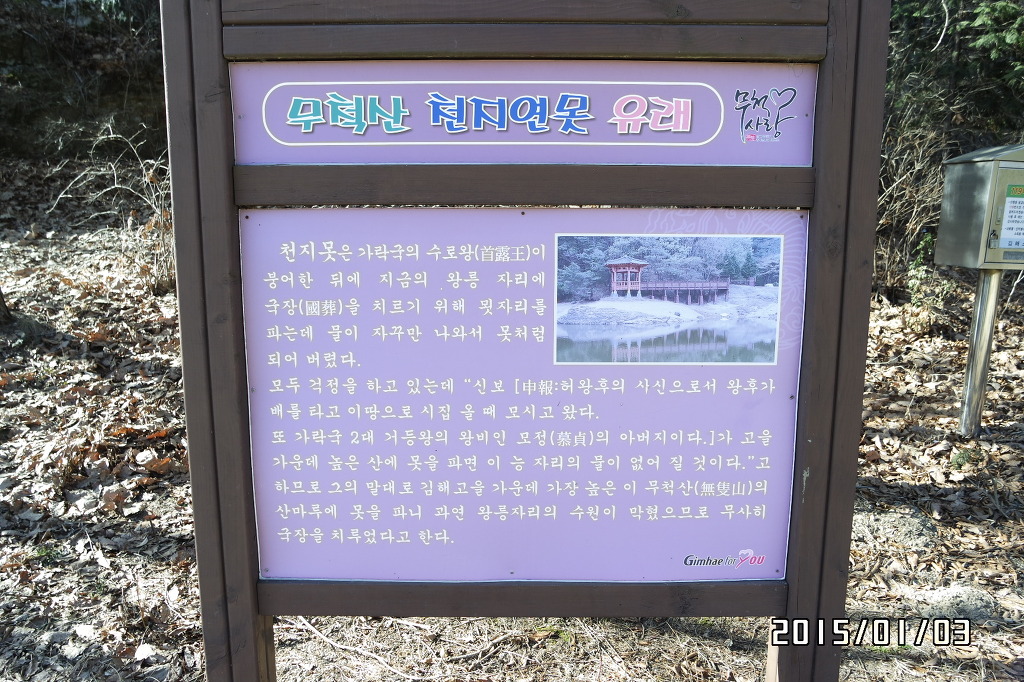 무척산 천지연못 유래
무척
사랑
천지못은 가락국의 수로왕(首露王)이
붕어한 뒤에 지금의 왕릉 자리에
국장(國葬)을 치르기 위해 묏자리를
파는데 물이 자꾸만 나와서 못처럼
되어 버렸다.
모두 걱정을 하고 있는데 "신보 [申報:허왕후의 사신으로서 왕후가
배를 타고 이땅으로 시집 올 때 모시고 왔다.
또 가락국 2대 거등왕의 왕비인 모정(慕貞)의 아버지이다.]가 고을
가운데 높은 산에 못을 파면 이 능 자리의 물이 없어 질 것이다."고
하므로 그의 말대로 김해고을 가운데 가장 높은 이 무척산(無隻山)의
산마루에 못을 파니 과연 왕릉자리의 수원이 막혔으므로 무사히
국장을 치루었다고 한다.
Gimhae for YOU
2015/01/03